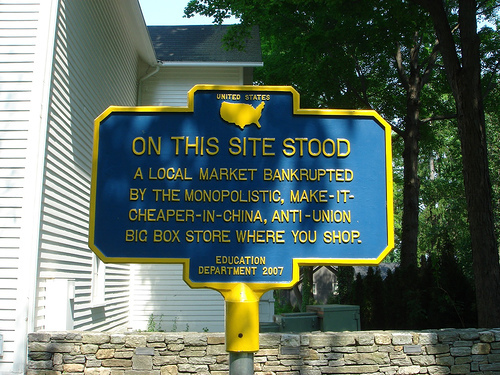 UNITED STATES
ON THIS SITE STOOD
A LOCAL MARKET BANKRUPTED
BY THE MONOPOLISTIC, MAKE-IT-
CHEAPER-IN-CHINA, ANTI-UNION
BIG BOX STORE WHERE YOU SHOP.
EDUCATION
DEPARTMENT 2007